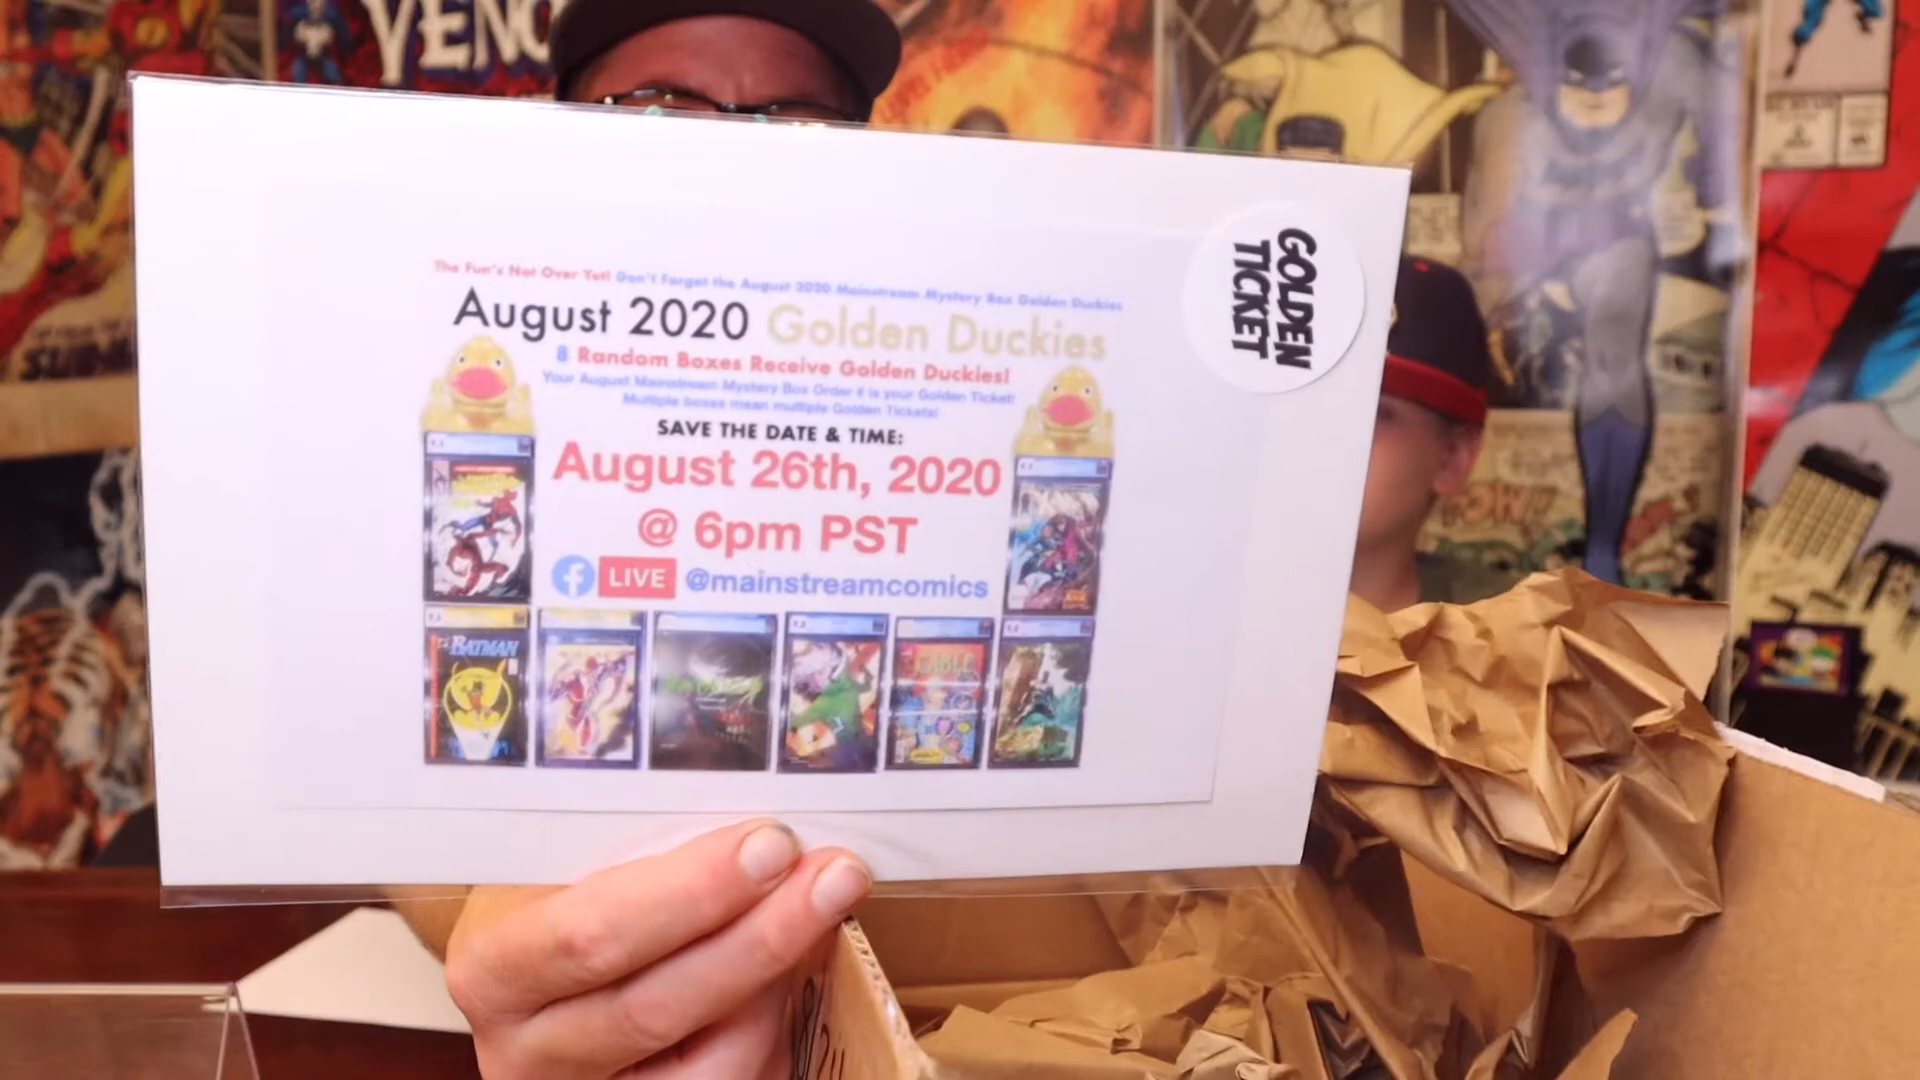 VENO
The Fun's Not Over Yet! Don't Forget the August 2020 Mainstream Mystery Box Golden Duckies
August 2020 Golden Duckies
8 Random Boxes Receive Golden Duckies!
Your August Mainstream Mystery Box Order # is your Golden Ticket!
Multiple boxes mean multiple Golden Tickets!
SAVE THE DATE & TIME:
August 26th, 2020
@ 6pm PST
LIVE @mainstreamcomics
BATMAN
GOLDEN
TICKET
POW!